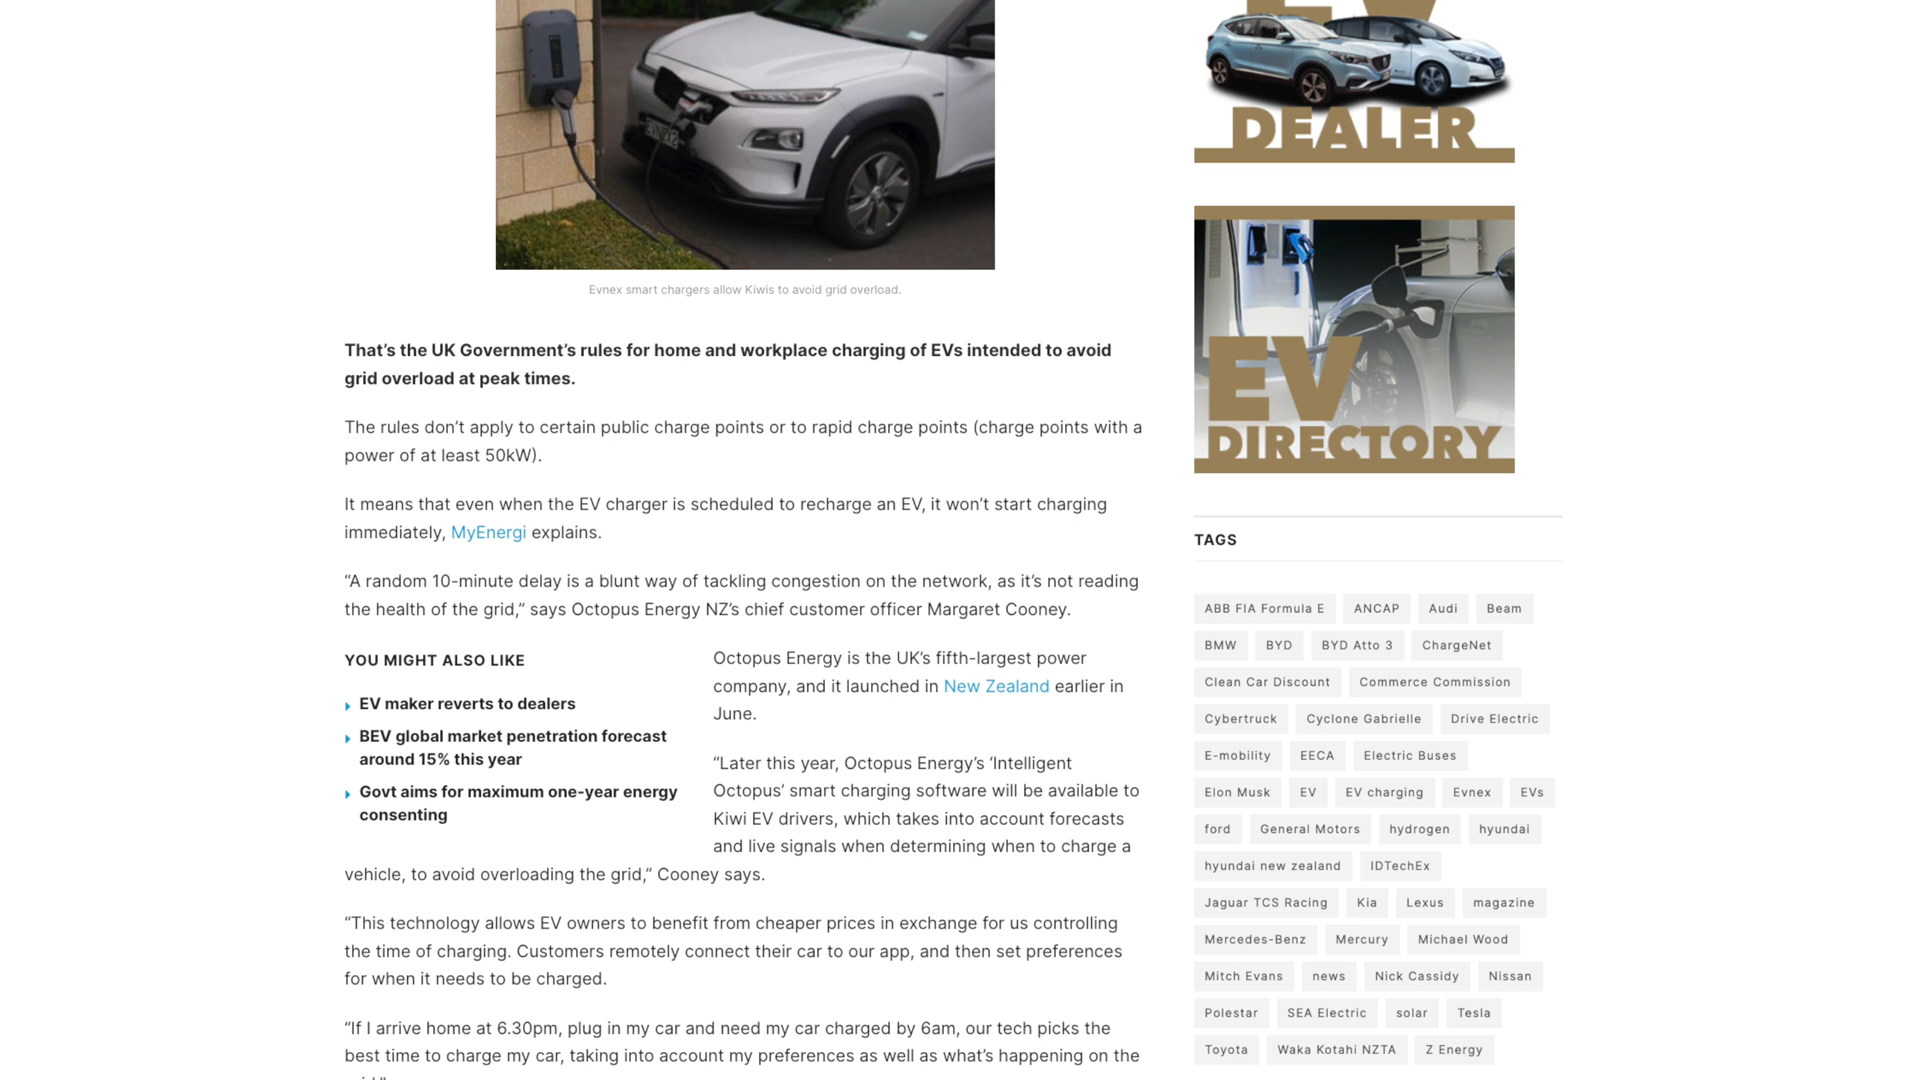 Evnex smart chargers allow Kiwis to avoid grid overload.
That’s the UK Government’s rules for home and workplace charging of EVs intended to avoid
grid overload at peak times.
The rules don’t apply to certain public charge points or to rapid charge points (charge points with a
power of at least 50kW).
It means that even when the EV charger is scheduled to recharge an EV, it won’t start charging
immediately, MyEnergi explains.
“A random 10-minute delay is a blunt way of tackling congestion on the network, as it’s not reading
the health of the grid,” says Octopus Energy NZ’s chief customer officer Margaret Cooney.
YOU MIGHT ALSO LIKE
EV maker reverts to dealers
BEV global market penetration forecast
around 15% this year
Govt aims for maximum one-year energy
consenting
Octopus Energy is the UK’s fifth-largest power
company, and it launched in New Zealand earlier in
June.
“Later this year, Octopus Energy’s ‘Intelligent
Octopus’ smart charging software will be available to
Kiwi EV drivers, which takes into account forecasts
and live signals when determining when to charge a
vehicle, to avoid overloading the grid,” Cooney says.
“This technology allows EV owners to benefit from cheaper prices in exchange for us controlling
the time of charging. Customers remotely connect their car to our app, and then set preferences
for when it needs to be charged.
“If I arrive home at 6.30pm, plug in my car and need my car charged by 6am, our tech picks the
best time to charge my car, taking into account my preferences as well as what’s happening on the
EV
DEALER
EV
DIRECTORY
TAGS
ABB FIA Formula E ANCAP Audi Beam
BMW BYD BYD Atto 3 ChargeNet
Clean Car Discount Commerce Commission
Cybertruck Cyclone Gabrielle Drive Electric
E-mobility EECA Electric Buses
Elon Musk EV EV charging Evnex EVs
ford General Motors hydrogen hyundai
hyundai new zealand IDTechEx
Jaguar TCS Racing Kia Lexus magazine
Mercedes-Benz Mercury Michael Wood
Mitch Evans news Nick Cassidy Nissan
Polestar SEA Electric solar Tesla
Toyota Waka Kotahi NZTA Z Energy